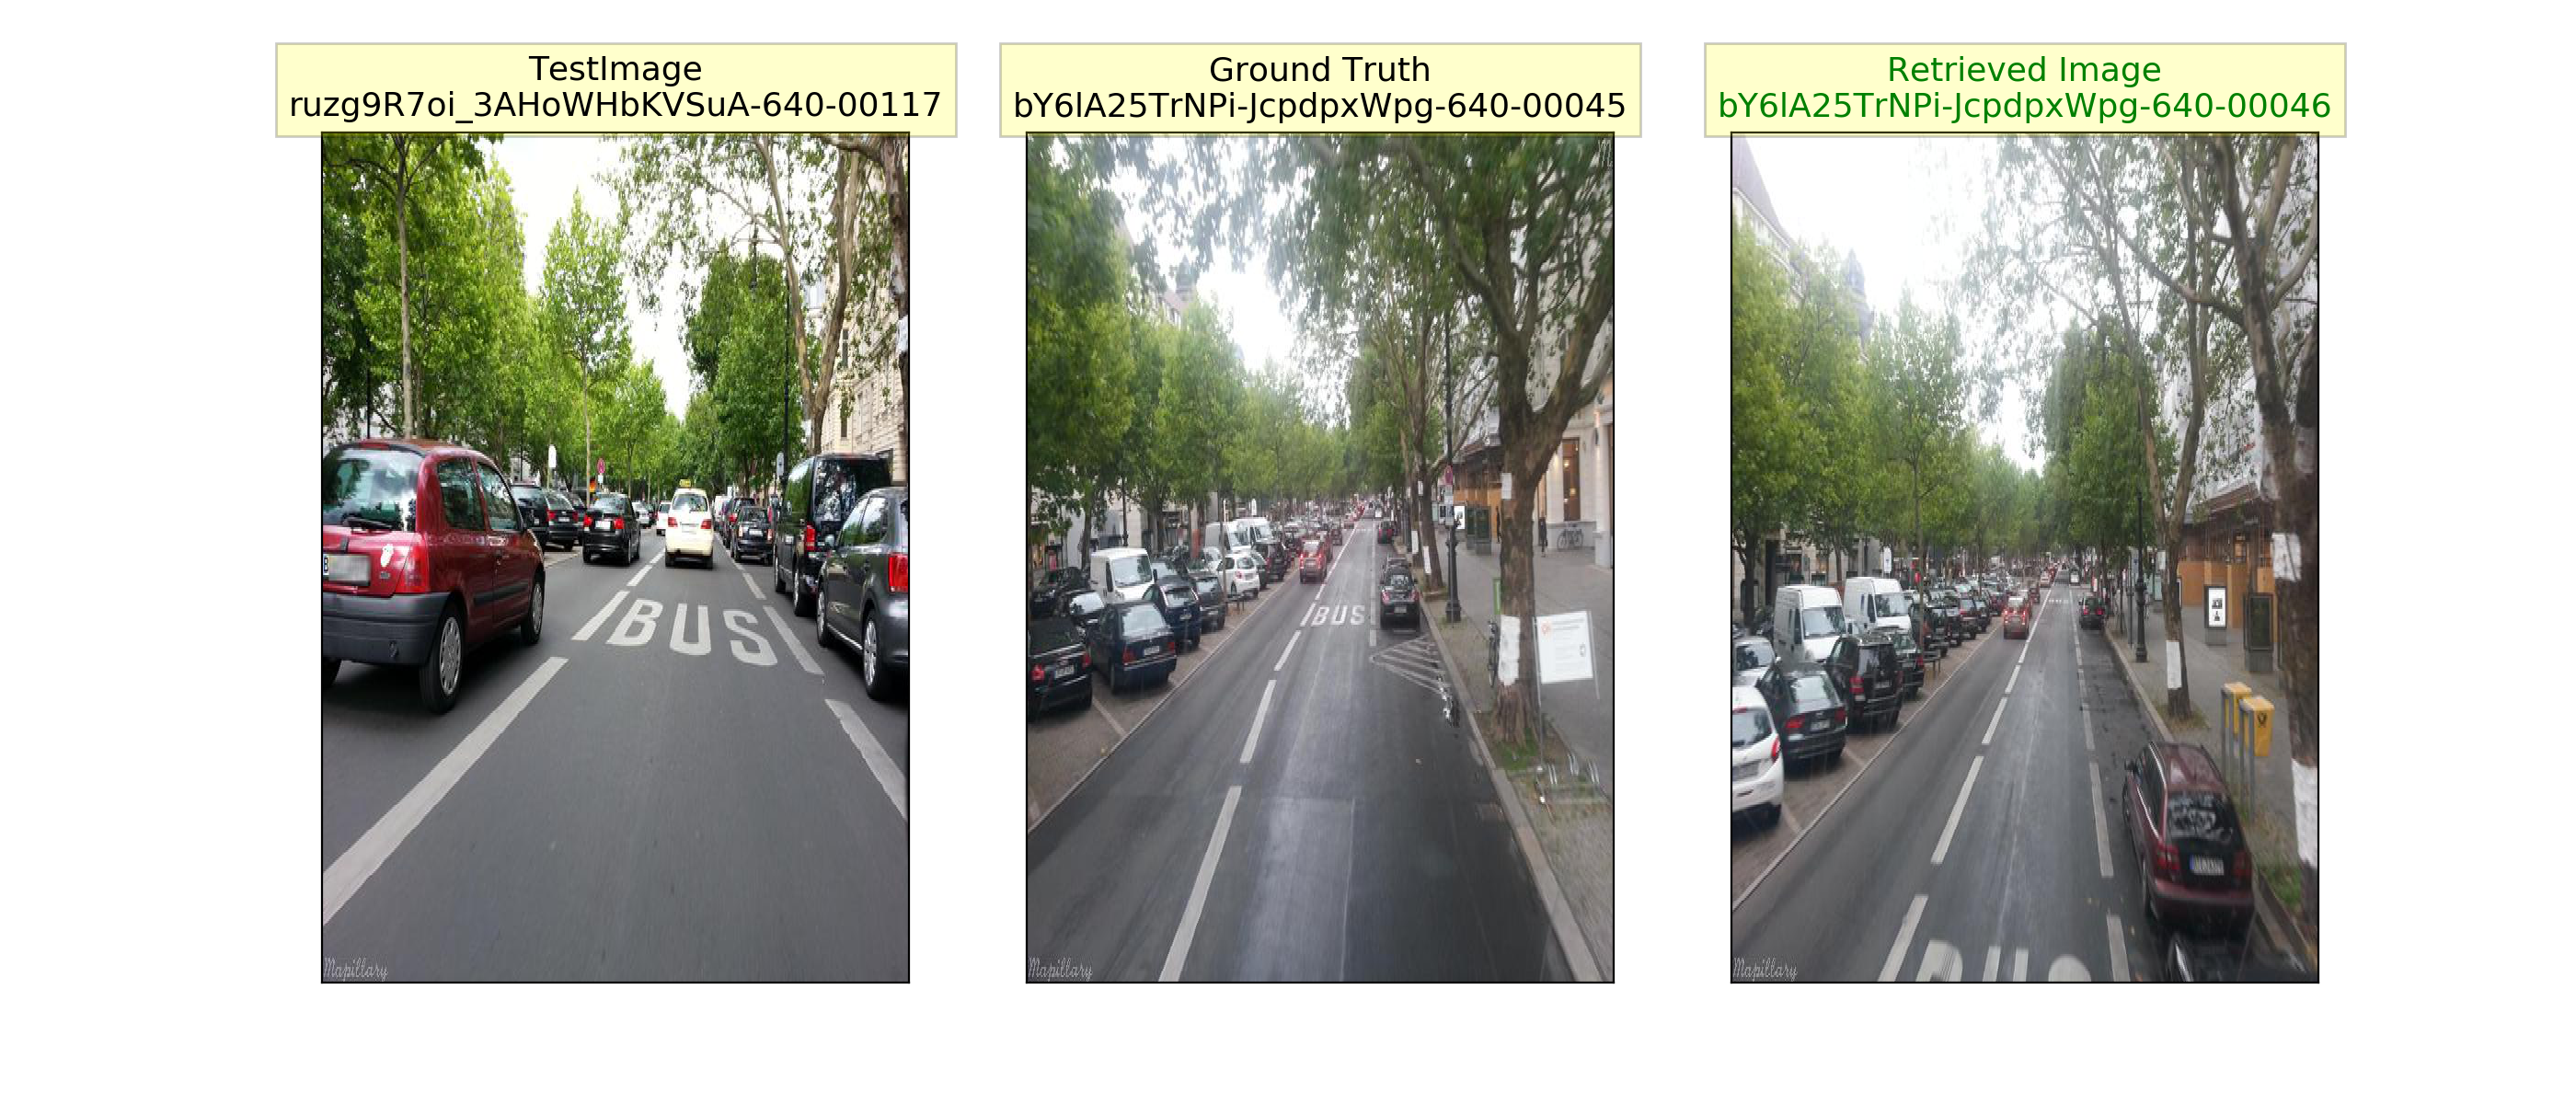 TestImage
ruzg9R7oi_3AHoWHbKVSuA-640-00117
Ground Truth
bY6lA25TrNPi-JcpdpxWpg-640-00045
Retrieved Image
bY6lA25TrNPi-JcpdpxWpg-640-00046
BUS
BUS
BUS
Mapillary
Mapillary
Mapillary